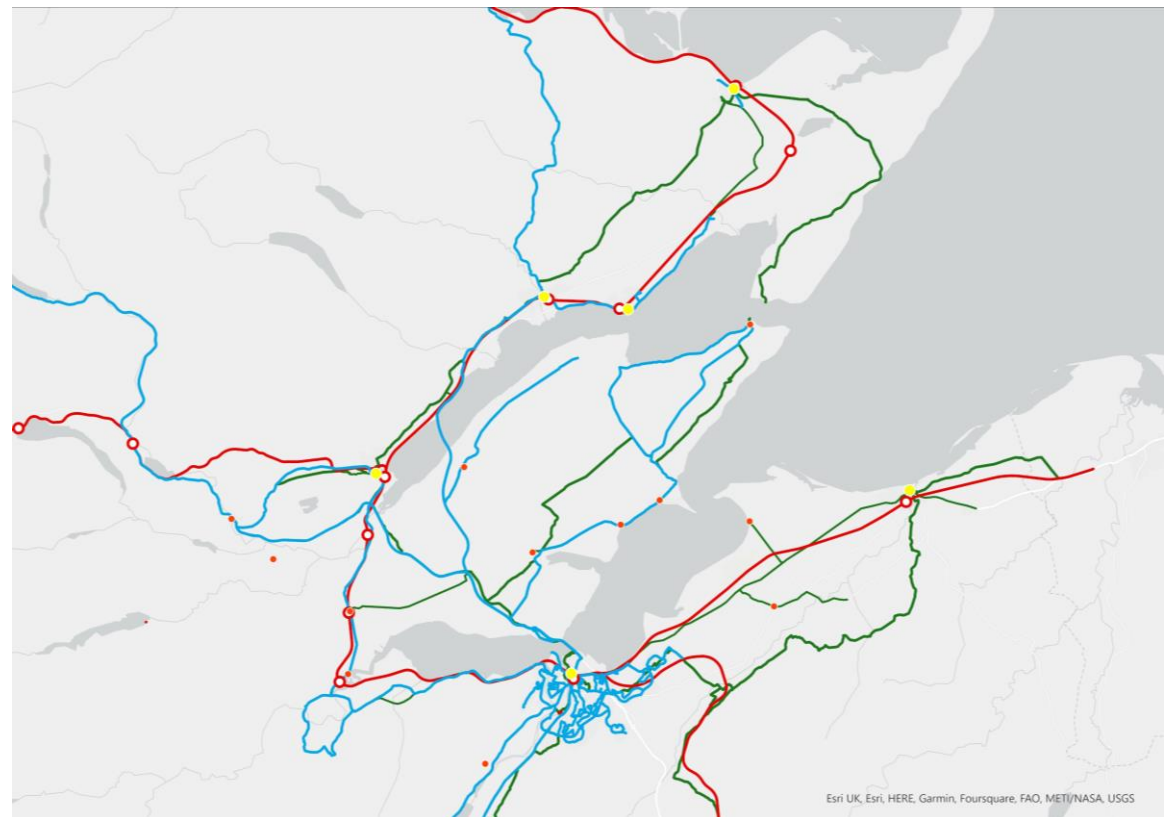 Esri UK, Esri, HERE, Garmin, Foursquare, FAO, METI/NASA, USGS